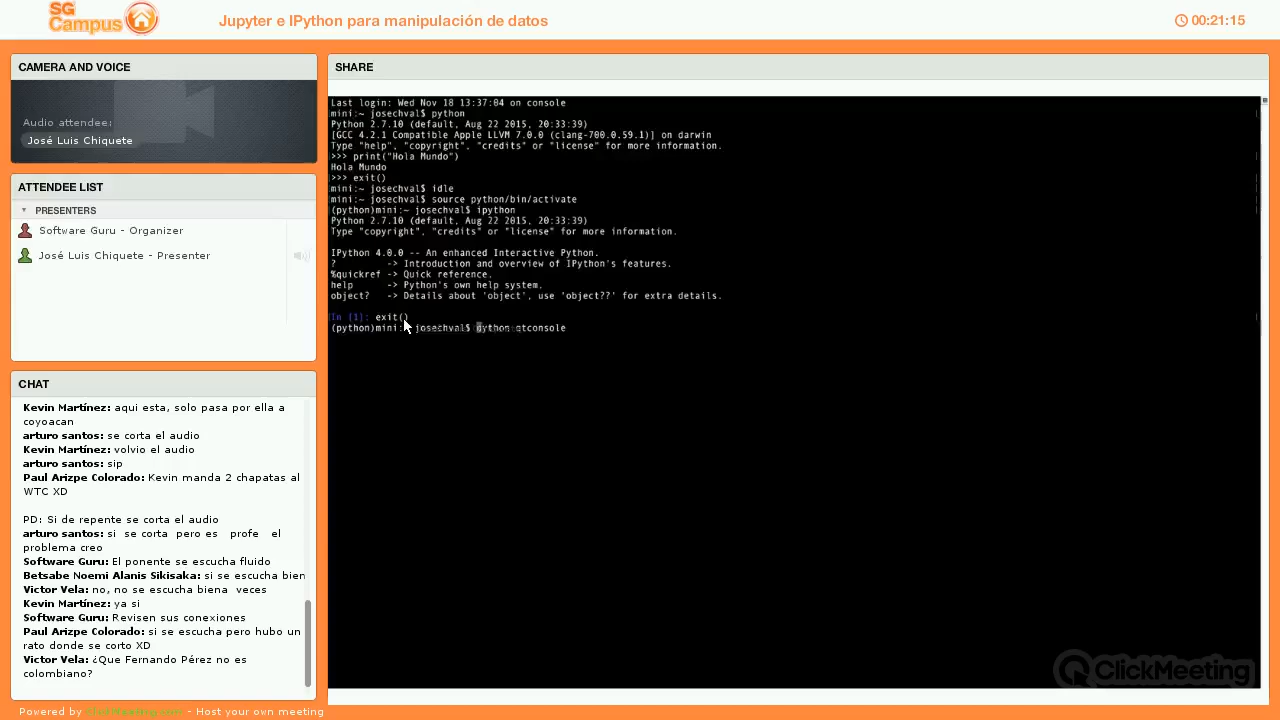 SG
Campus
Jupyter e IPython para manipulación de datos
00:21:15
CAMERA AND VOICE
Audio attendee:
José Luis Chiquete
ATTENDEE LIST
PRESENTERS
Software Guru - Organizer
José Luis Chiquete - Presenter
CHAT
Kevin Martínez: aqui esta, solo pasa por ella a
coyoacan
arturo santos: se corta el audio
Kevin Martínez: volvio el audio
arturo santos: sip
Paul Arizpe Colorado: Kevin manda 2 chapatas al
WTC XD
PD: Si de repente se corta el audio
arturo santos: si se corta pero es profe el
problema creo
Software Guru: El ponente se escucha fluido
Betsabe Noemi Alanis Sikisaka: si se escucha bien
Victor Vela: no, no se escucha biena veces
Kevin Martínez: ya si
Software Guru: Revisen sus conexiones
Paul Arizpe Colorado: si se escucha pero hubo un
rato donde se corto XD
Victor Vela: ¿Que Fernando Pérez no es
colombiano?
Powered by ClickMeeting.com - Host your own meeting
SHARE
Last login: Wed Nov 18 13:37:04 on console
mini:~ josechval$ python
Python 2.7.10 (default, Aug 22 2015, 20:33:39)
[GCC 4.2.1 Compatible Apple LLVM 7.0.0 (clang-700.0.59.1)] on darwin
Type "help", "copyright", "credits" or "license" for more information.
>>> print("Hola Mundo")
Hola Mundo
>>> exit()
mini:~ josechval$ idle
mini:~ josechval$ source python/bin/activate
(python)mini:~ josechval$ ipython
Python 2.7.10 (default, Aug 22 2015, 20:33:39)
Type "copyright", "credits" or "license" for more information.
IPython 4.0.0 -- An enhanced Interactive Python.
? -> Introduction and overview of IPython's features.
%quickref -> Quick reference.
help -> Python's own help system.
object? -> Details about 'object', use 'object??' for extra details.
In [1]: exit()
(python)mini: josechval$ qtconsole
ClickMeeting